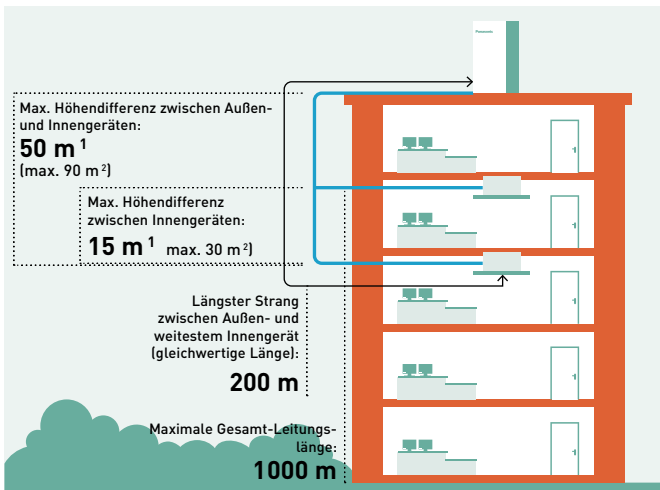 Panasonic
Max. Höhendifferenz zwischen Außen-
und Innengeräten:
50 m ¹
(max. 90 m ²)
Max. Höhendifferenz
zwischen Innengeräten:
15 m ¹ max. 30 m ²)
Längster Strang
zwischen Außen- und
weitestem Innengerät
(gleichwertige Länge):
200 m
Maximale Gesamt-Leitungs-
länge:
1000 m